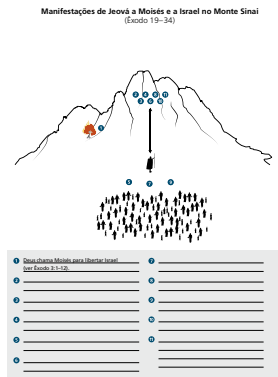 Manifestações de Jeová a Moisés e a Israel no Monte Sinai
(Êxodo 19–34)
2 4 6 8 11
3 6 10
1
5 7 9
1 Deus chama Moisés para libertar Israel
(ver Êxodo 3:1–12).
2
3
4
5
6
7
8
9
10
11